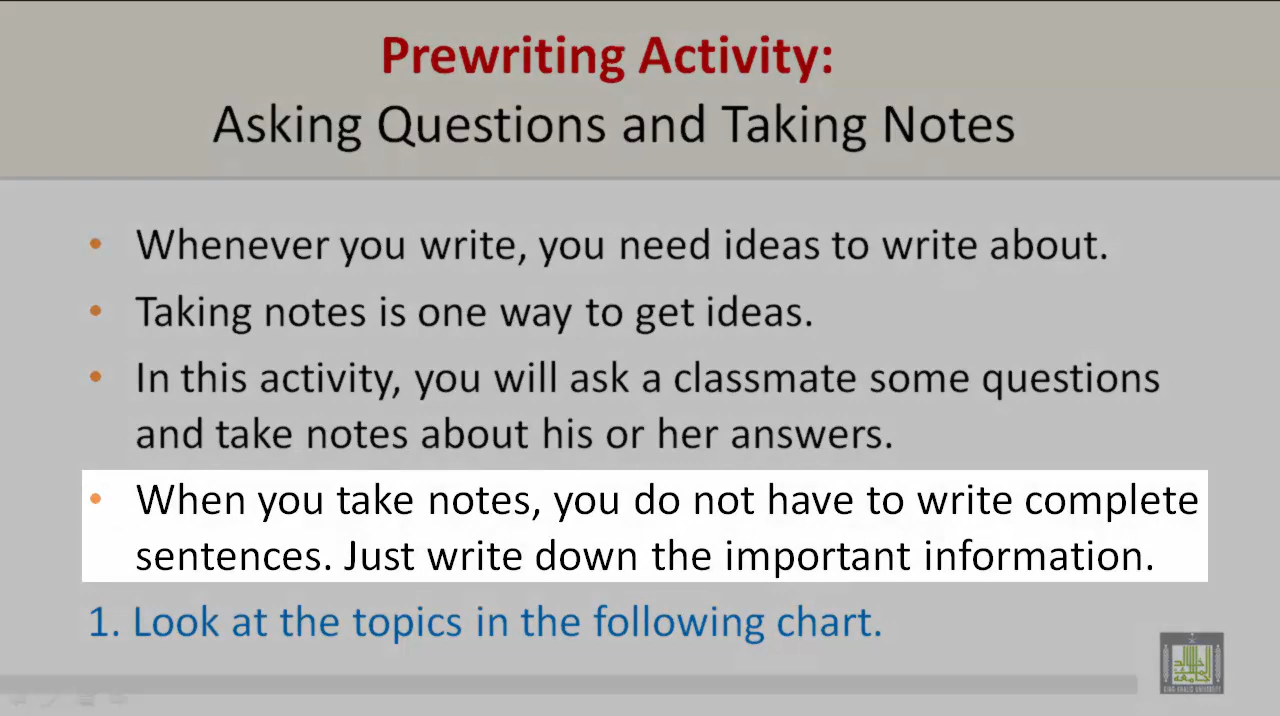 Prewriting Activity:
Asking Questions and Taking Notes
• Whenever you write, you need ideas to write about.
• Taking notes is one way to get ideas.
• In this activity, you will ask a classmate some questions
and take notes about his or her answers.
• When you take notes, you do not have to write complete
sentences. Just write down the important information.
1. Look at the topics in the following chart.
KING KHALID UNIVERSITY